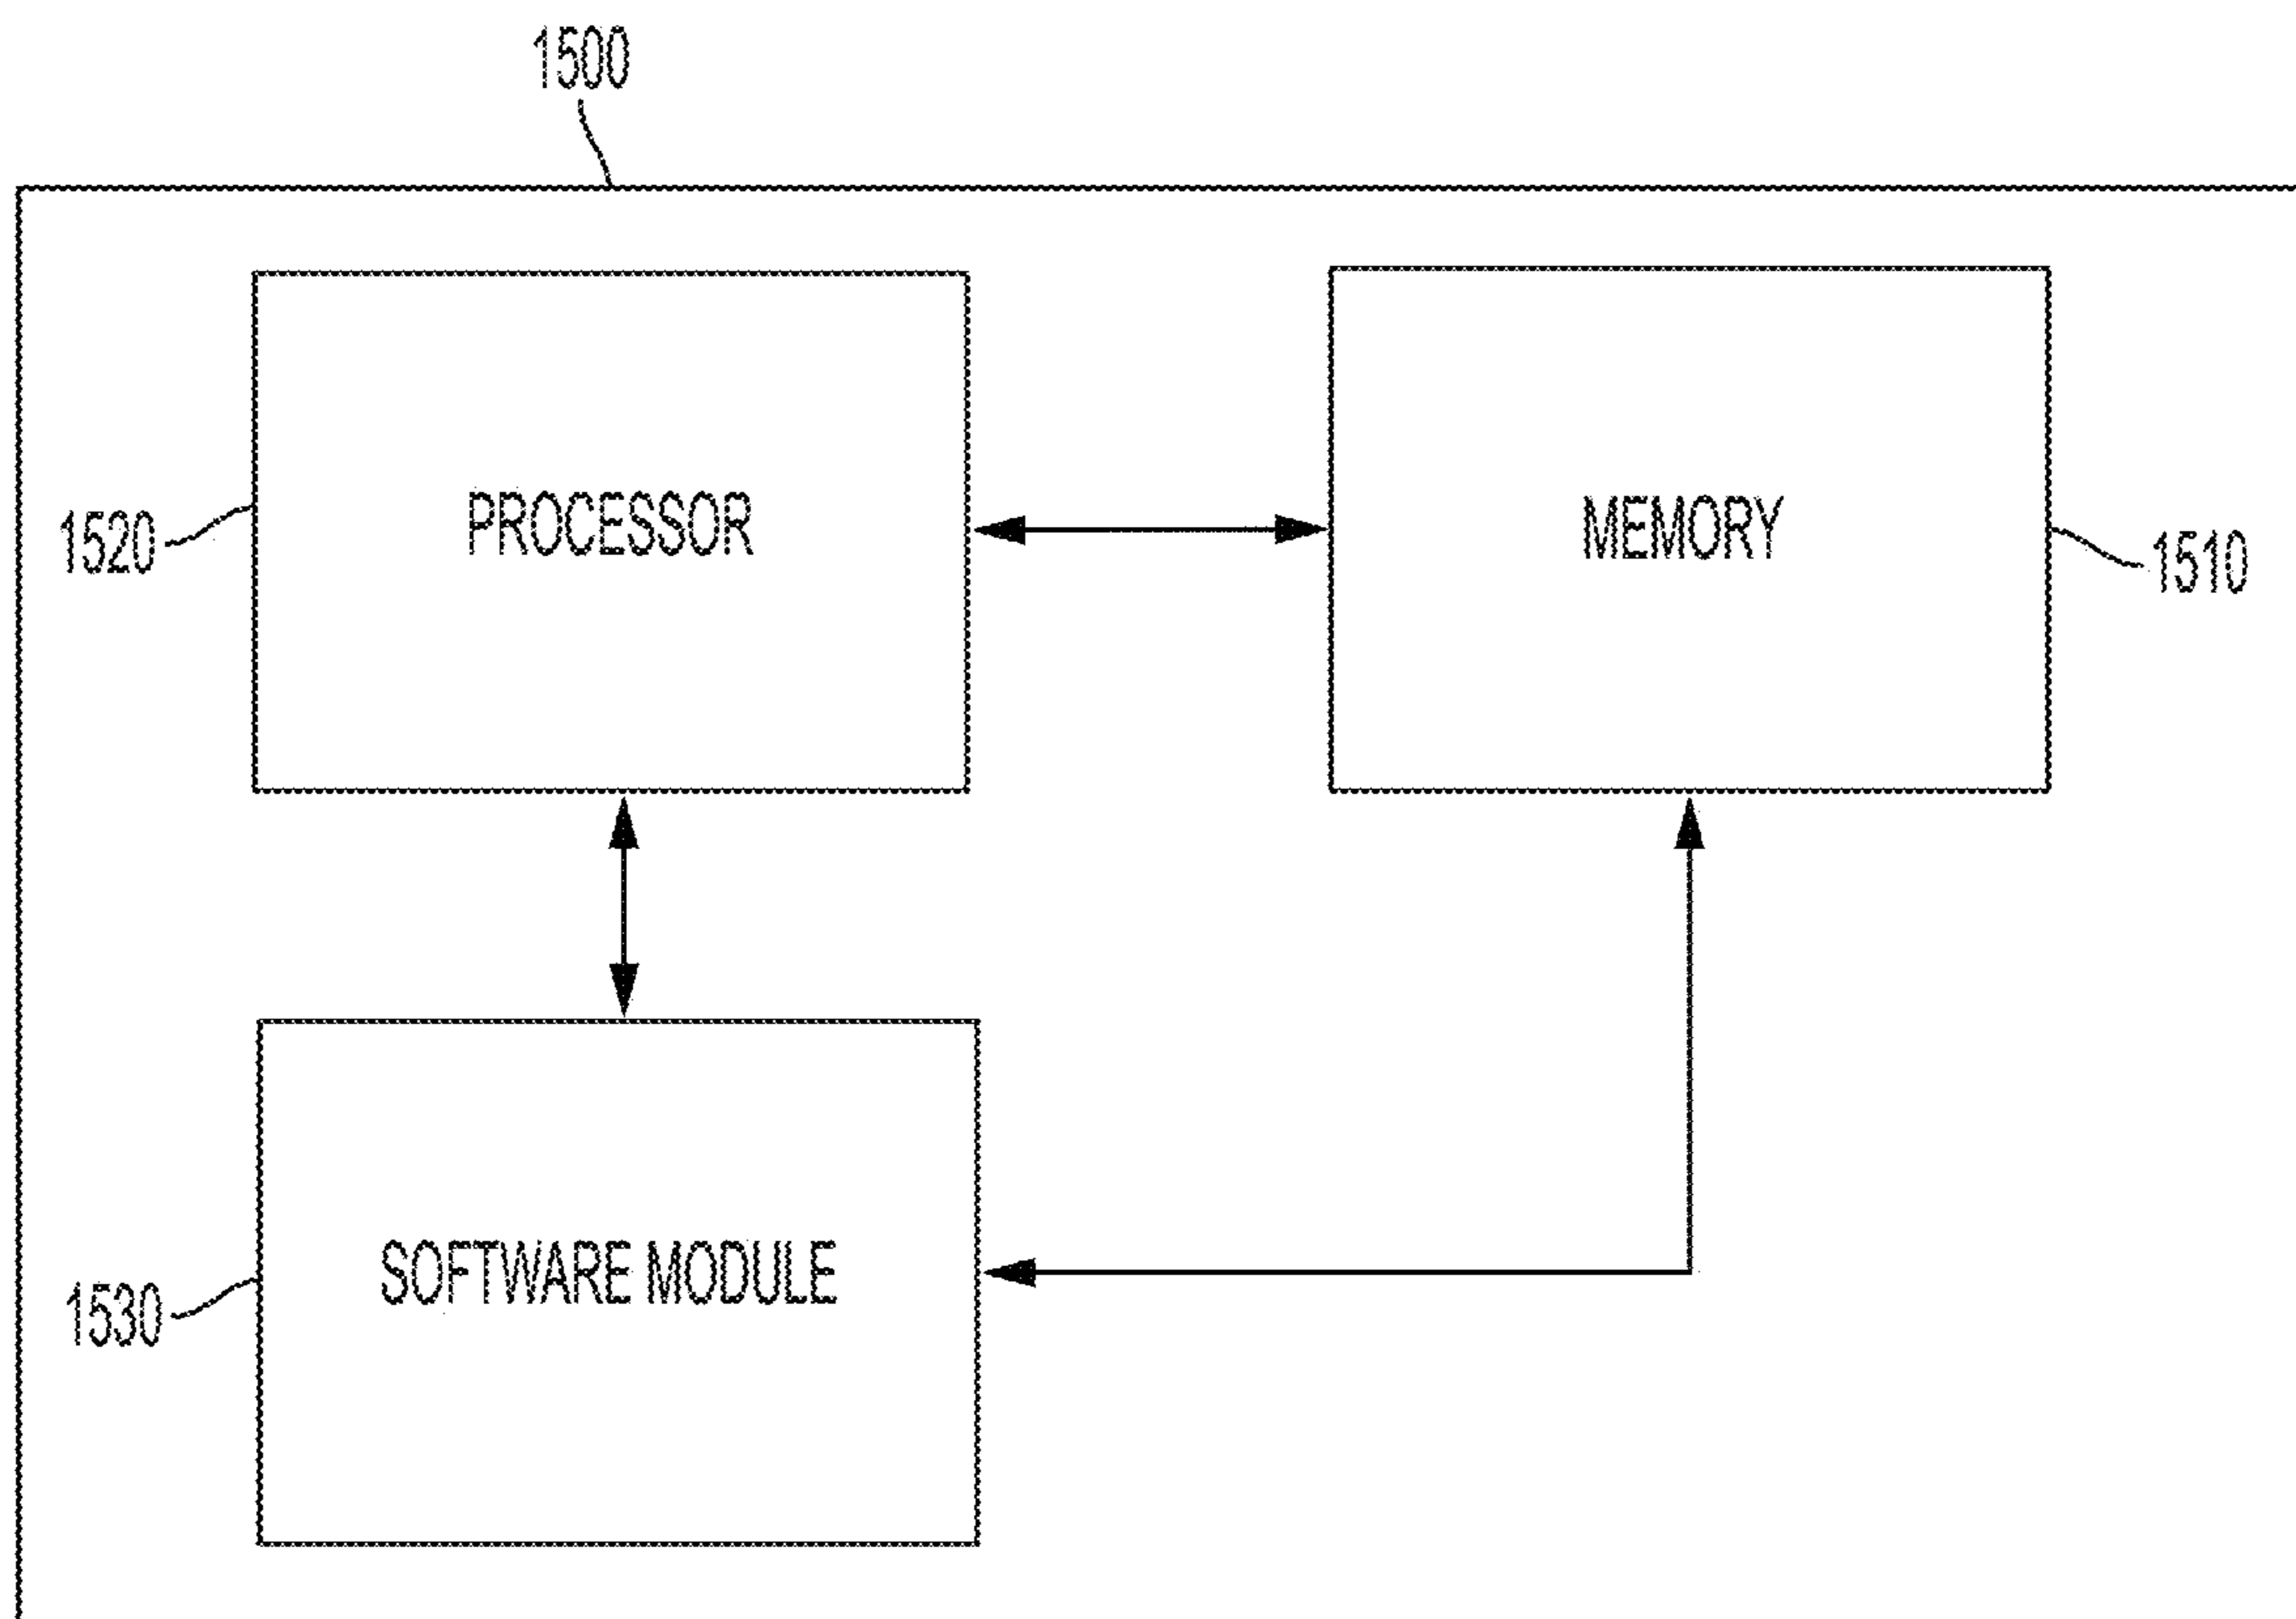 1500
PROCESSOR
MEMORY
1520
1510
SOFTWARE MODULE
1530